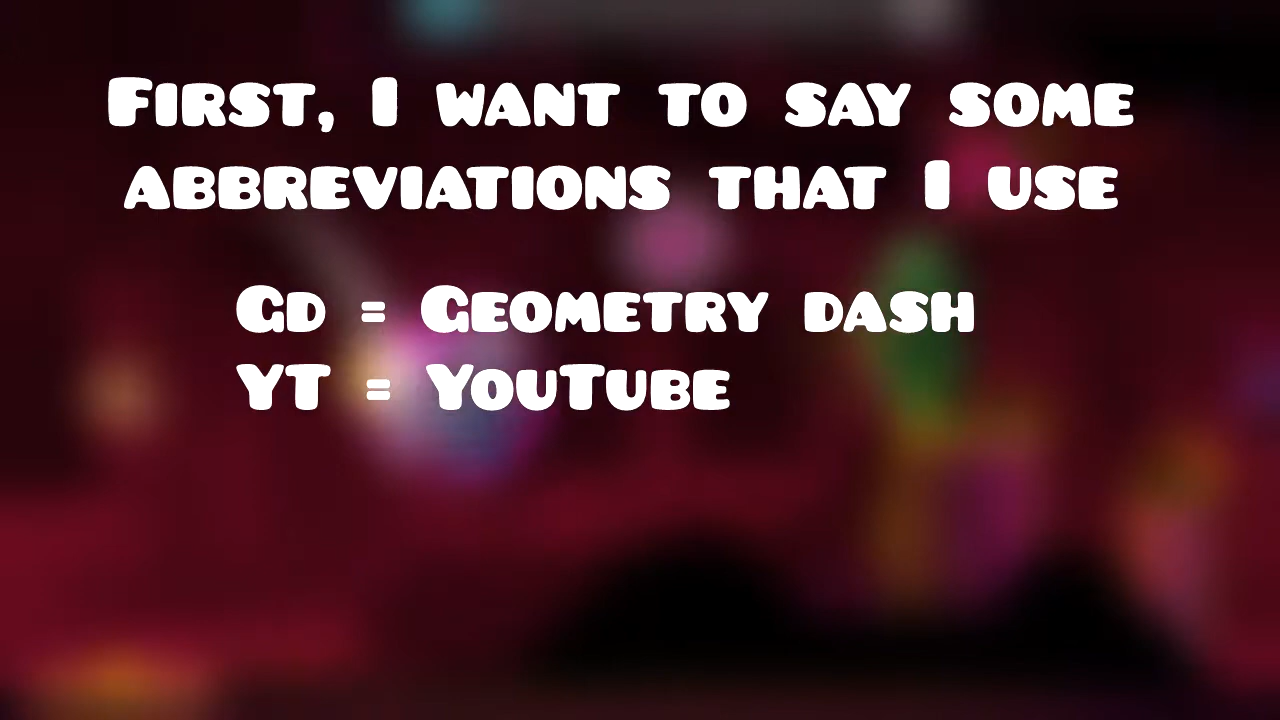 First, I want to say some
abbreviations that I use
Gd = Geometry dash
YT = YouTube